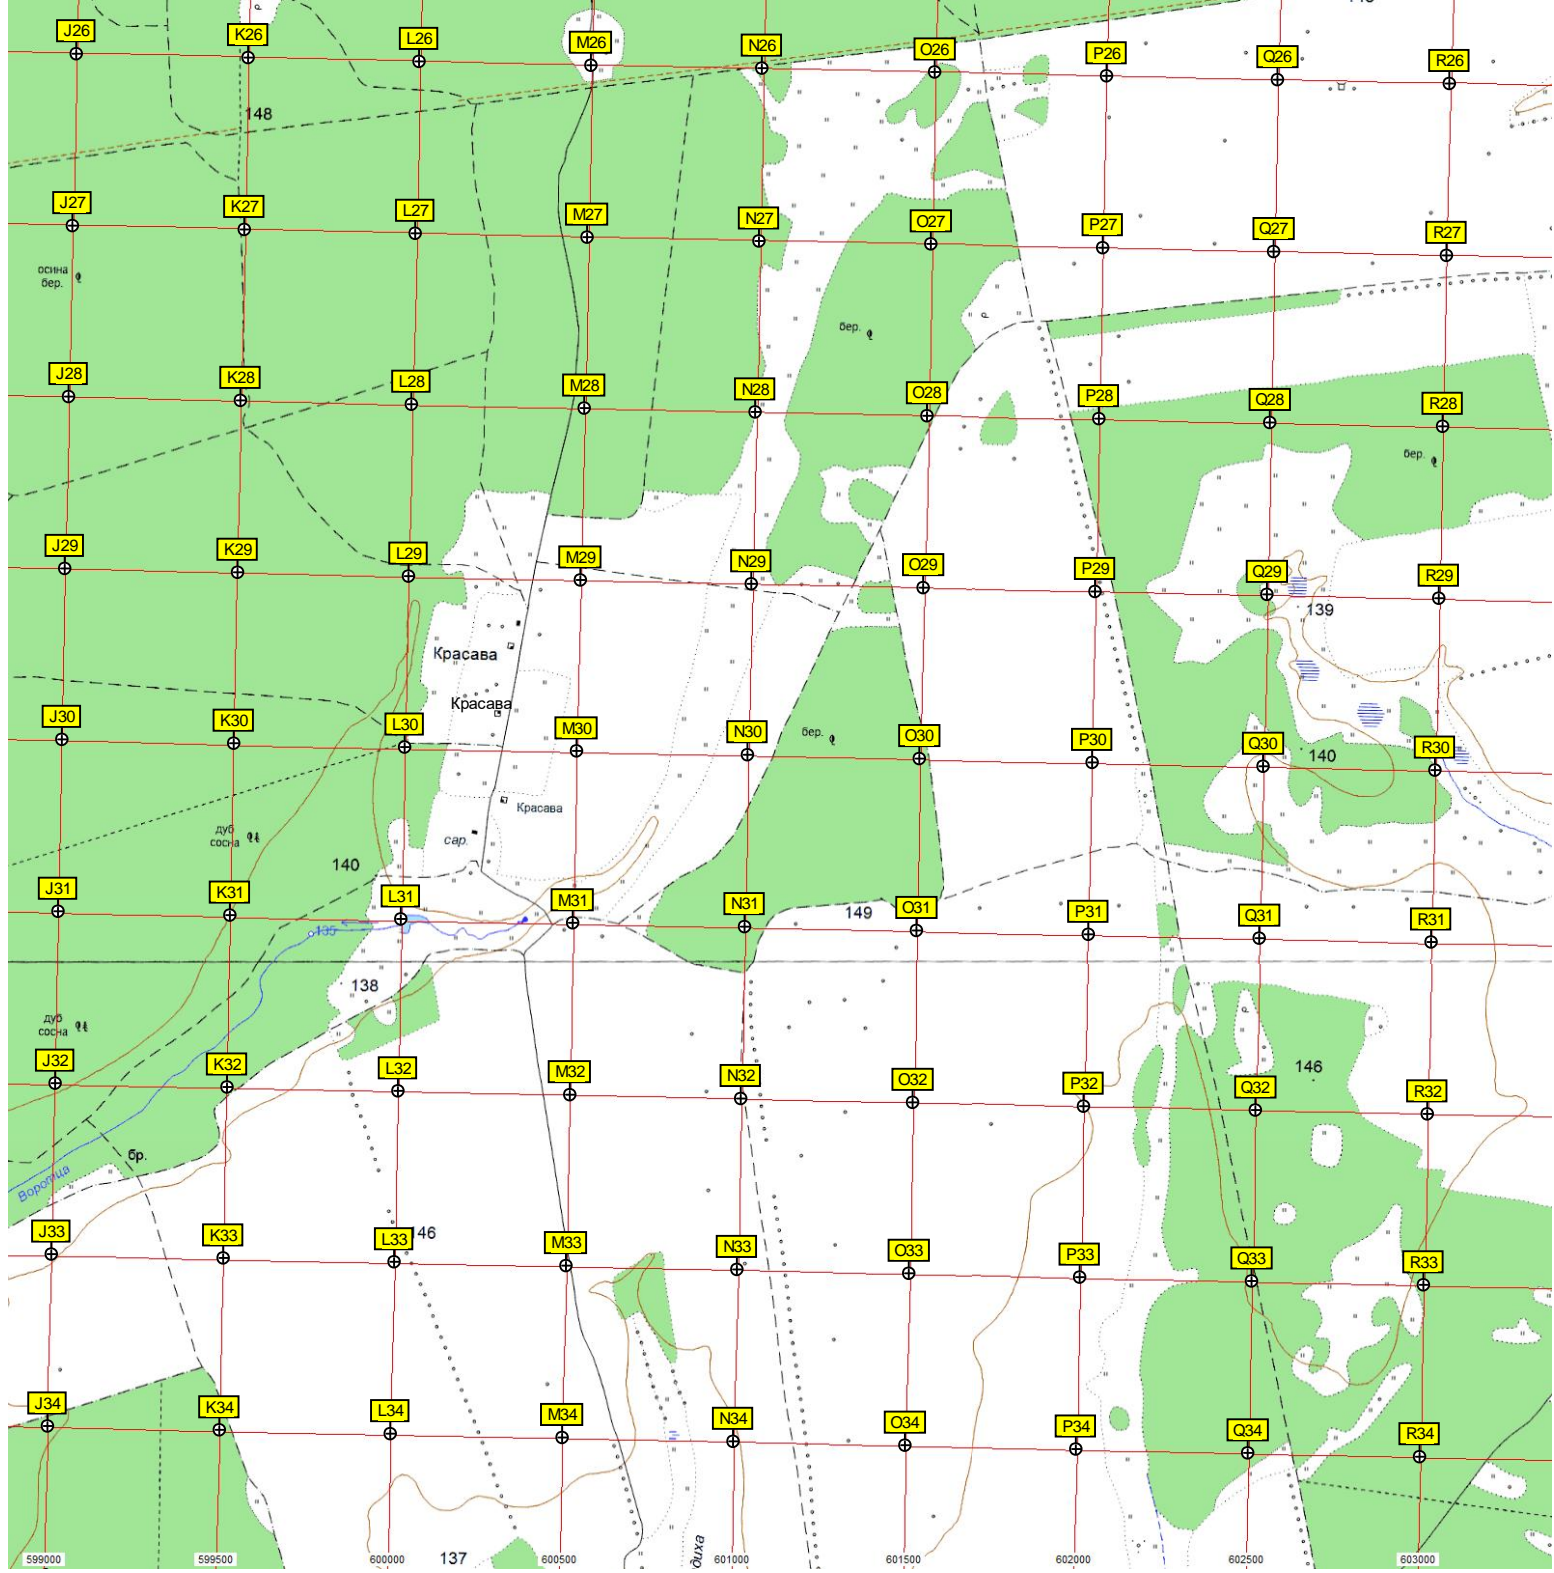 J26 K26 L26 M26 N26 O26 P26 Q26 R26
148
J27 K27 L27 M27 N27 O27 P27 Q27 R27
осина
бер.
бер.
J28 K28 L28 M28 N28 O28 P28 Q28 R28
бер.
J29 K29 L29 M29 N29 O29 P29 Q29 R29
139
Красава
Красава
J30 K30 L30 M30 N30 O30 P30 Q30 R30
бер.
140
Красава
дуб
сосна
сар.
140
J31 K31 L31 M31 N31 O31 P31 Q31 R31
149
135
138
дуб
сосна
146
J32 K32 L32 M32 N32 O32 P32 Q32 R32
бр.
Воротца
J33 K33 L33 M33 N33 O33 P33 Q33 R33
146
J34 K34 L34 M34 N34 O34 P34 Q34 R34
137
диха
599000 599500 600000 600500 601000 601500 602000 602500 603000